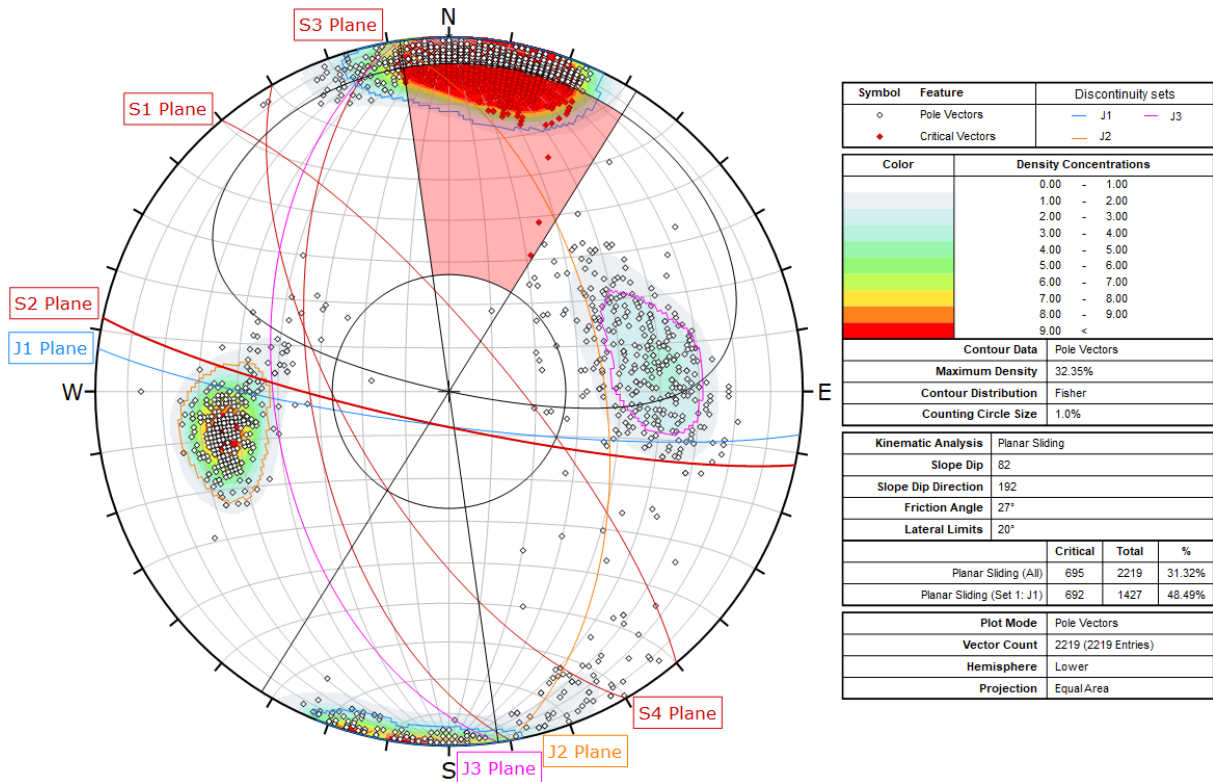 N
S3 Plane
S1 Plane
S2 Plane
J1 Plane
W
E
S4 Plane
J2 Plane
J3 Plane
S
Symbol Feature Discontinuity sets
Pole Vectors J1 J3
Critical Vectors J2
Color Density Concentrations
0.00 - 1.00
1.00 - 2.00
2.00 - 3.00
3.00 - 4.00
4.00 - 5.00
5.00 - 6.00
6.00 - 7.00
7.00 - 8.00
8.00 - 9.00
9.00 <
Contour Data Pole Vectors
Maximum Density 32.35%
Contour Distribution Fisher
Counting Circle Size 1.0%
Kinematic Analysis Planar Sliding
Slope Dip 82
Slope Dip Direction 192
Friction Angle 27°
Lateral Limits 20°
Critical Total %
Planar Sliding (All) 695 2219 31.32%
Planar Sliding (Set 1: J1) 692 1427 48.49%
Plot Mode Pole Vectors
Vector Count 2219 (2219 Entries)
Hemisphere Lower
Projection Equal Area